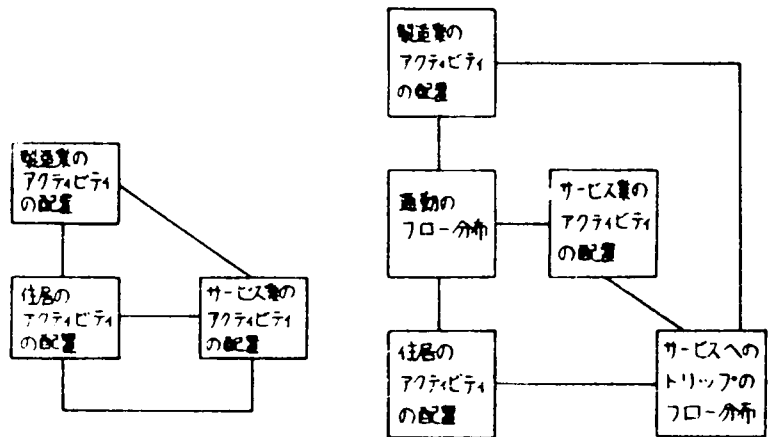 製造業の
アクティビティ
の配置
住居の
アクティビティ
の配置
サービス業の
アクティビティ
の配置
製造業の
アクティビティ
の配置
通勤の
フロー分布
サービス業の
アクティビティ
の配置
住居の
アクティビティ
の配置
サービスへの
トリップの
フロー分布